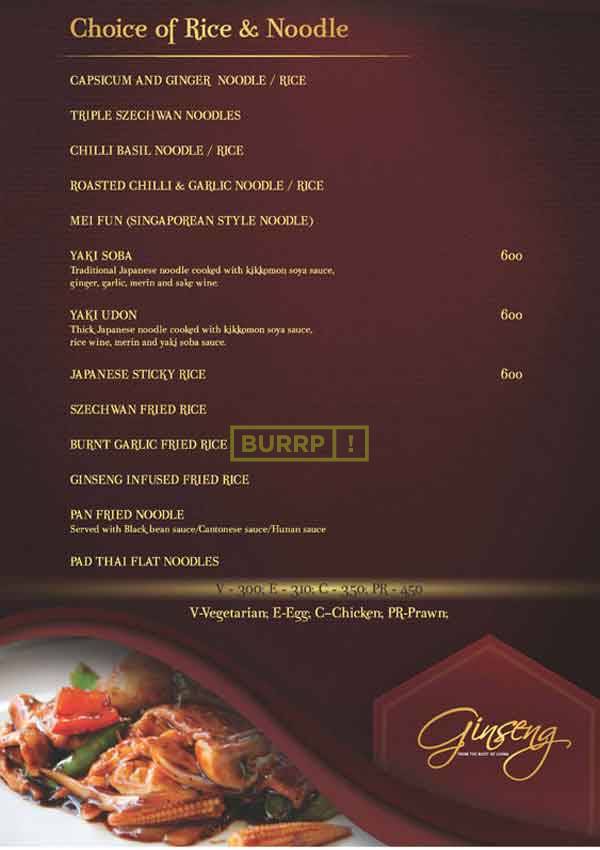 Choice of Rice & Noodle
CAPSICUM AND GINGER NOODLE / RICE
TRIPLE SZECHWAN NOODLES
CHILLI BASIL NOODLE / RICE
ROASTED CHILLI & GARLIC NOODLE / RICE
MEI FUN (SINGAPOREAN STYLE NOODLE)
YAKI SOBA 600
Traditional Japanese noodle cooked with kikkomon soya sauce,
ginger, garlic, merin and sake wine.
YAKI UDON 600
Thick Japanese noodle cooked with kikkomon soya sauce,
rice wine, merin and yaki soba sauce.
JAPANESE STICKY RICE 600
SZECHWAN FRIED RICE
BURNT GARLIC FRIED RICE
BURRP!
GINSENG INFUSED FRIED RICE
PAN FRIED NOODLE
Served with Black bean sauce/Cantonese sauce/Hunan sauce
PAD THAI FLAT NOODLES
V - 300; E - 310; C - 350; PR - 450
V-Vegetarian; E-Egg; C–Chicken; PR-Prawn;
Ginseng
FROM THE ROOT OF CHINA